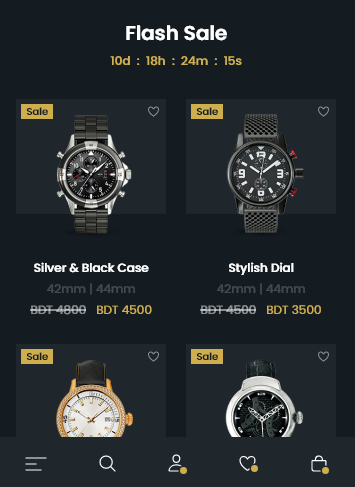 Flash Sale
10d : 18h : 24m : 15s
Sale
Sale
Silver & Black Case
Stylish Dial
42mm | 44mm
42mm | 44mm
BDT 4800 BDT 4500
BDT 4500 BDT 3500
Sale
Sale